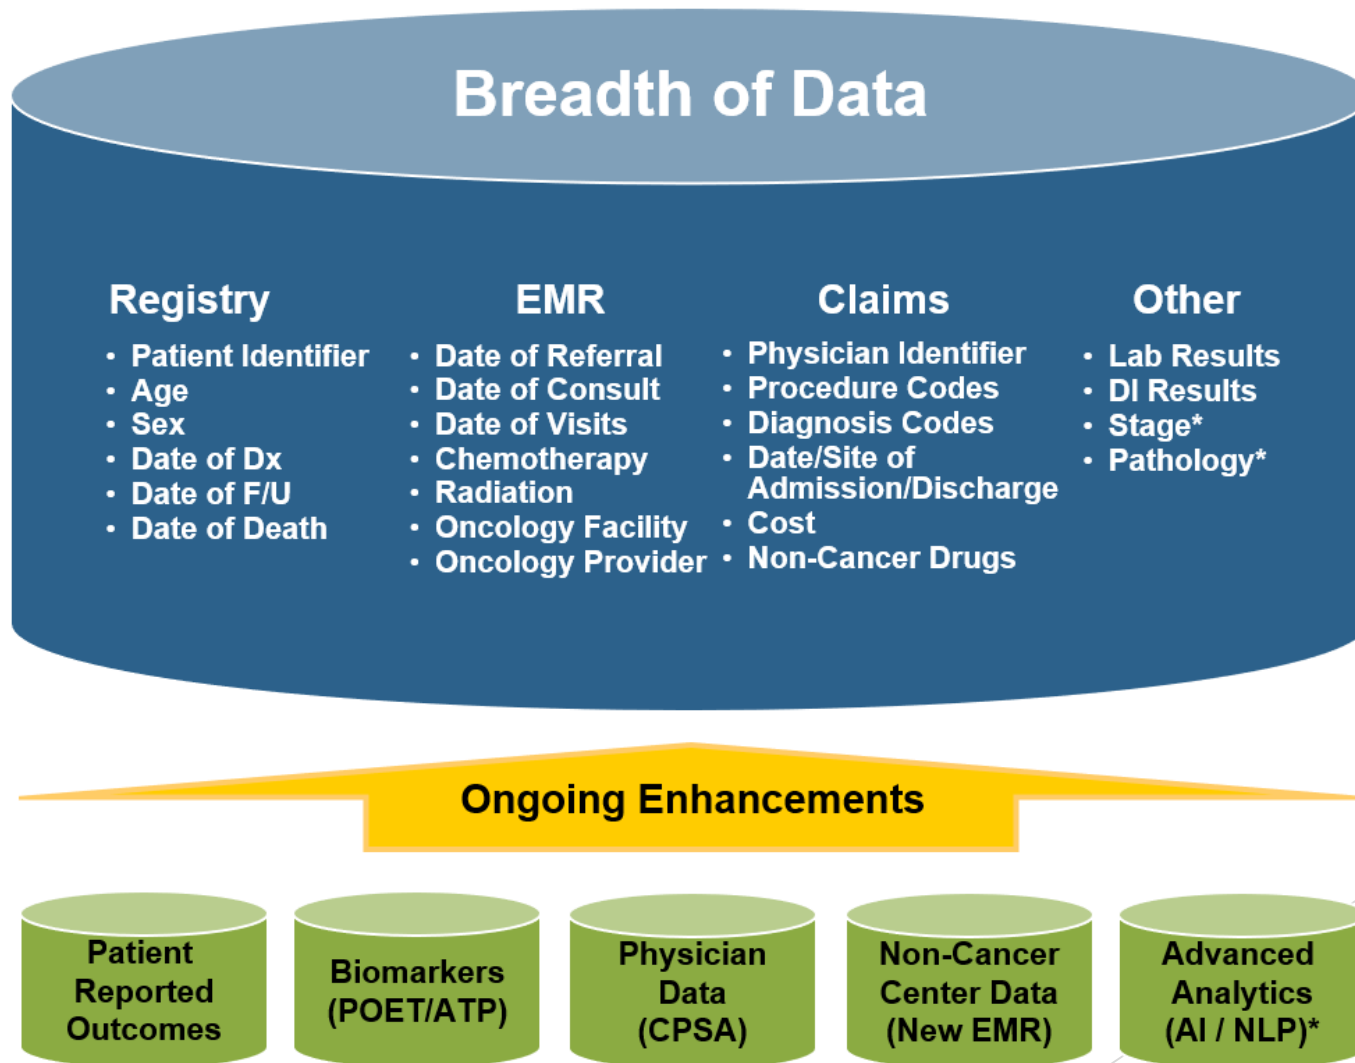 Breadth of Data
Registry
• Patient Identifier
• Age
• Sex
• Date of Dx
• Date of F/U
• Date of Death
EMR
• Date of Referral
• Date of Consult
• Date of Visits
• Chemotherapy
• Radiation
• Oncology Facility
• Oncology Provider
Claims
• Physician Identifier
• Procedure Codes
• Diagnosis Codes
• Date/Site of
Admission/Discharge
• Cost
• Non-Cancer Drugs
Other
• Lab Results
• DI Results
• Stage*
• Pathology*
Ongoing Enhancements
Patient
Reported
Outcomes
Biomarkers
(POET/ATP)
Physician
Data
(CPSA)
Non-Cancer
Center Data
(New EMR)
Advanced
Analytics
(AI / NLP)*